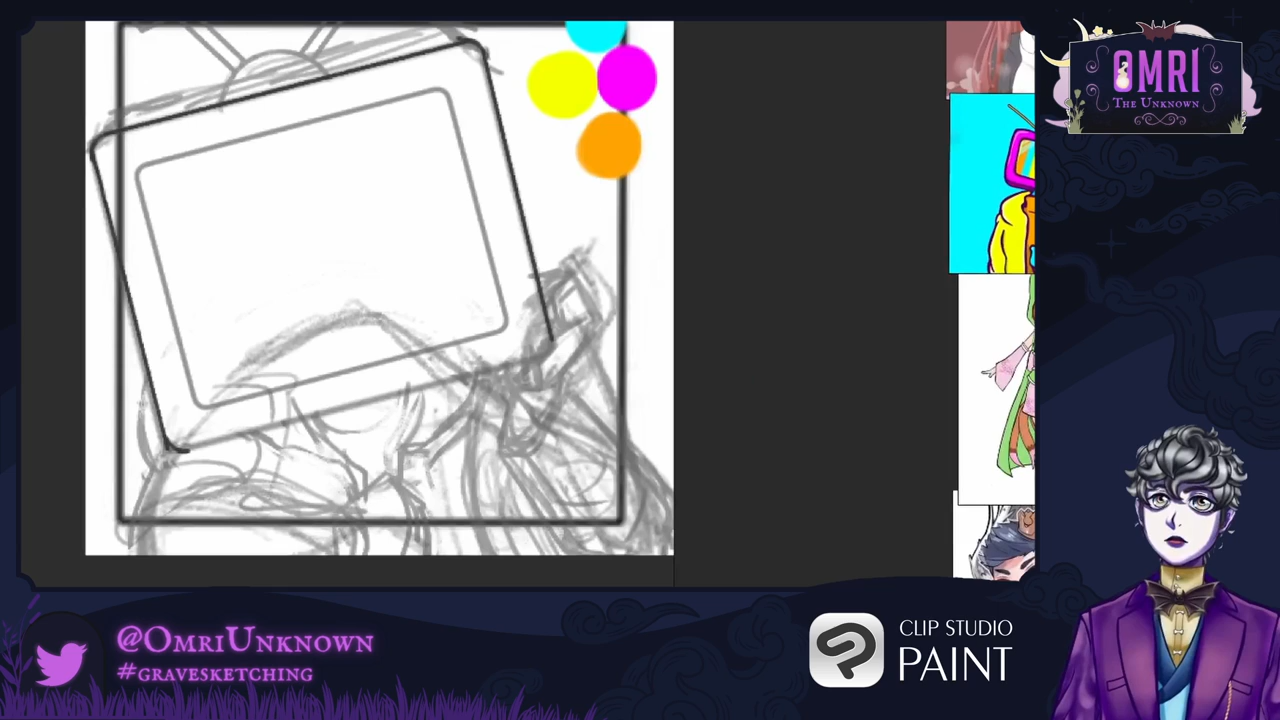 OMRI
The Unknown
@OmriUnknown
#gravesketching
CLIP STUDIO
PAINT